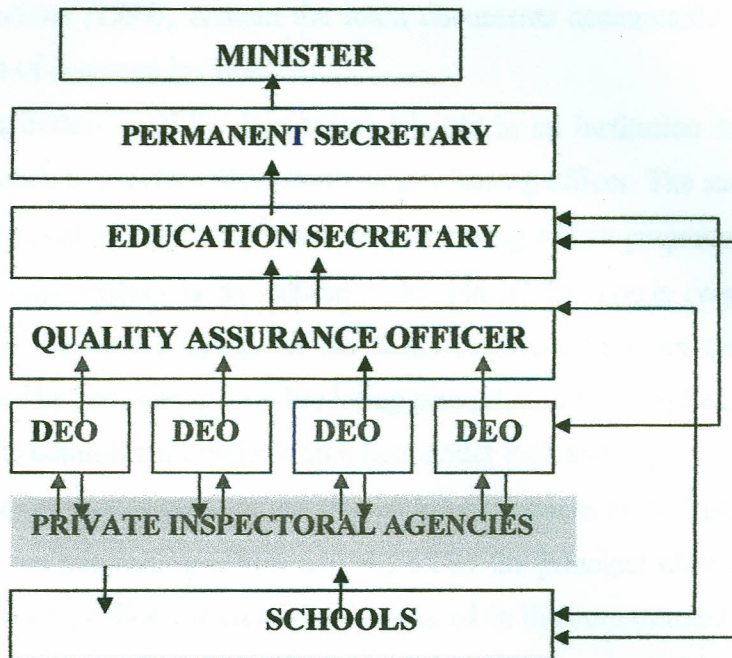 MINISTER
PERMANENT SECRETARY
EDUCATION SECRETARY
QUALITY ASSURANCE OFFICER
DEO DEO DEO DEO
PRIVATE INSPECTORAL AGENCIES
SCHOOLS